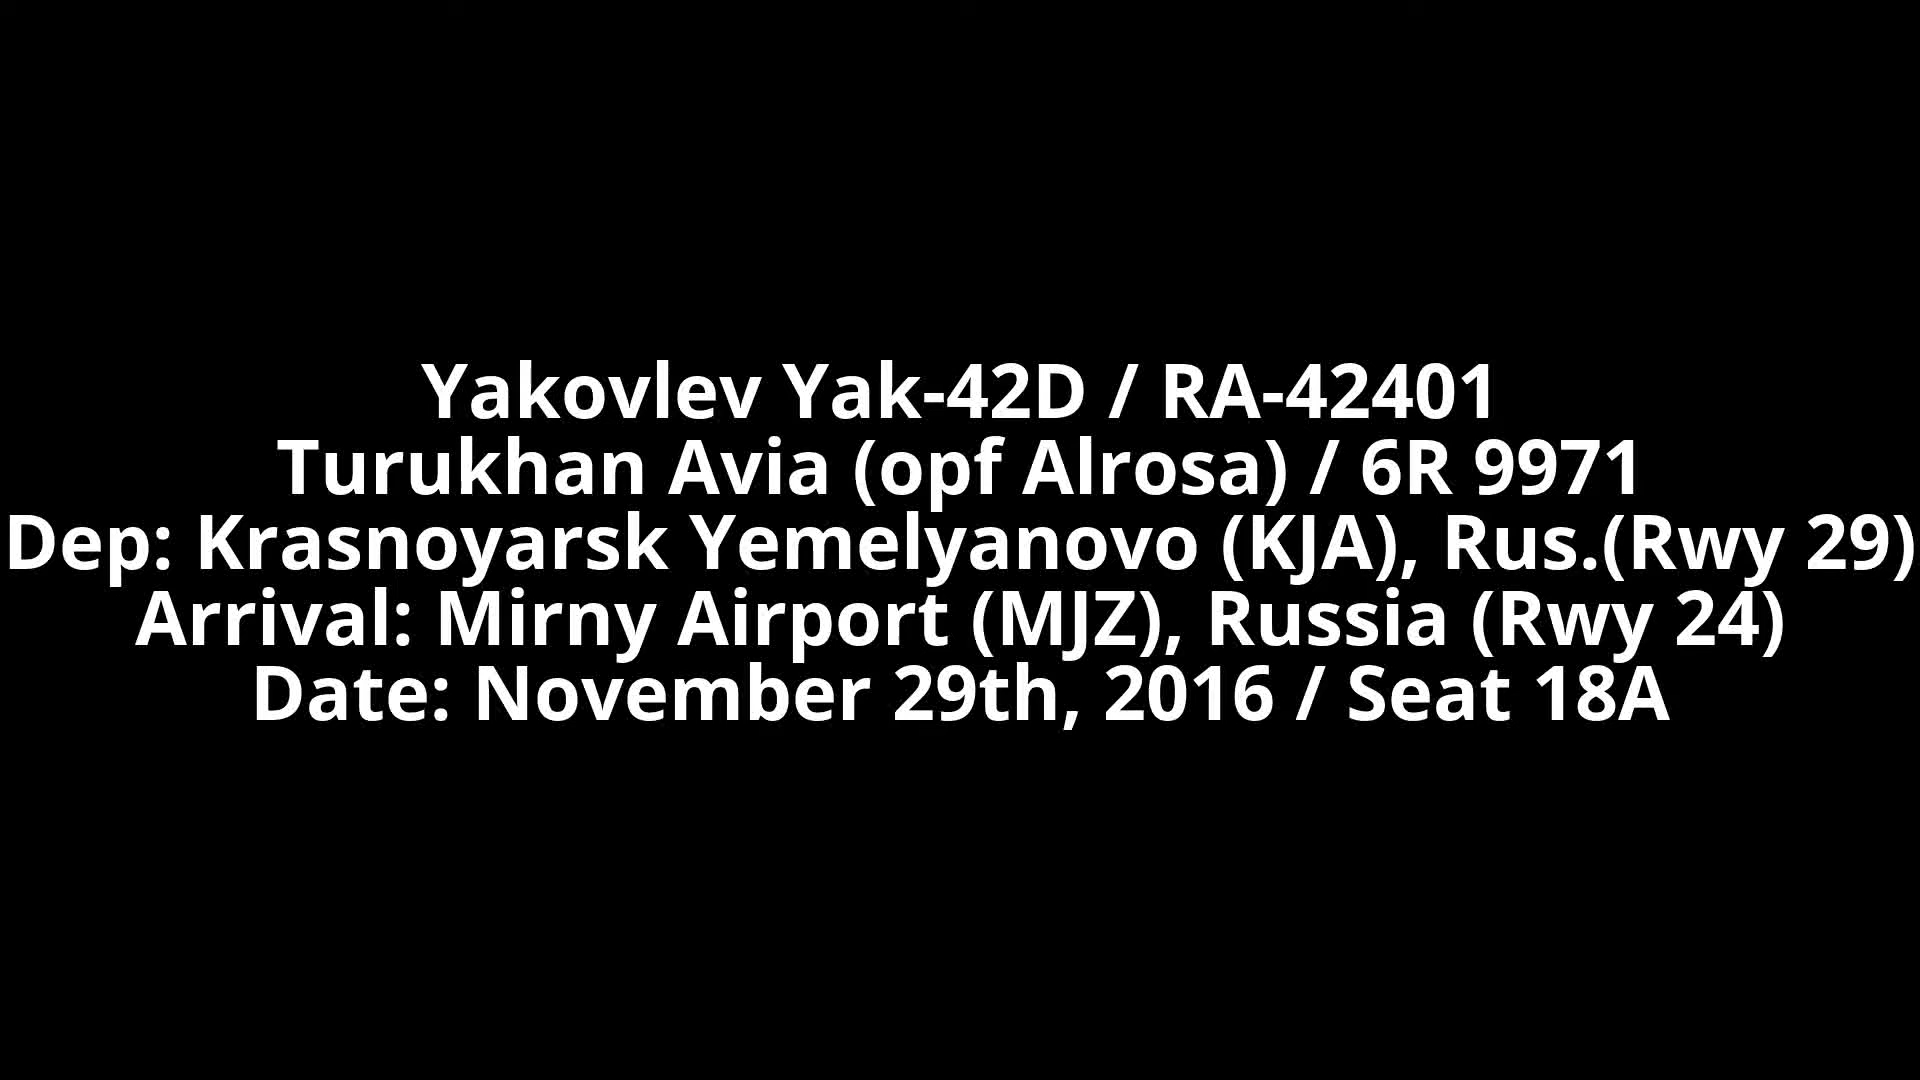 Yakovlev Yak-42D / RA-42401
Turukhan Avia (opf Alrosa) / 6R 9971
Dep: Krasnoyarsk Yemelyanovo (KJA), Rus.(Rwy 29)
Arrival: Mirny Airport (MJZ), Russia (Rwy 24)
Date: November 29th, 2016 / Seat 18A